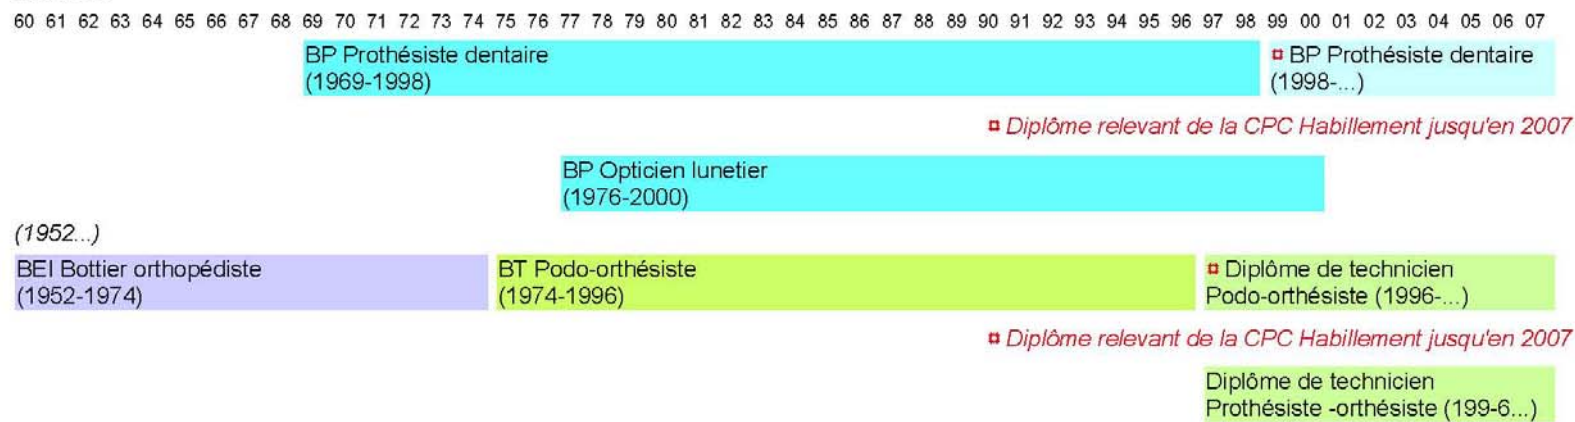 60 61 62 63 64 65 66 67 68 69 70 71 72 73 74 75 76 77 78 79 80 81 82 83 84 85 86 87 88 89 90 91 92 93 94 95 96 97 98 99 00 01 02 03 04 05 06 07
BP Prothésiste dentaire
(1969-1998)
¤ BP Prothésiste dentaire
(1998-...)
¤ Diplôme relevant de la CPC Habillement jusqu'en 2007
BP Opticien lunetier
(1976-2000)
(1952...)
BEI Bottier orthopédiste
(1952-1974)
BT Podo-orthésiste
(1974-1996)
¤ Diplôme de technicien
Podo-orthésiste (1996-...)
¤ Diplôme relevant de la CPC Habillement jusqu'en 2007
Diplôme de technicien
Prothésiste -orthésiste (199-6...)